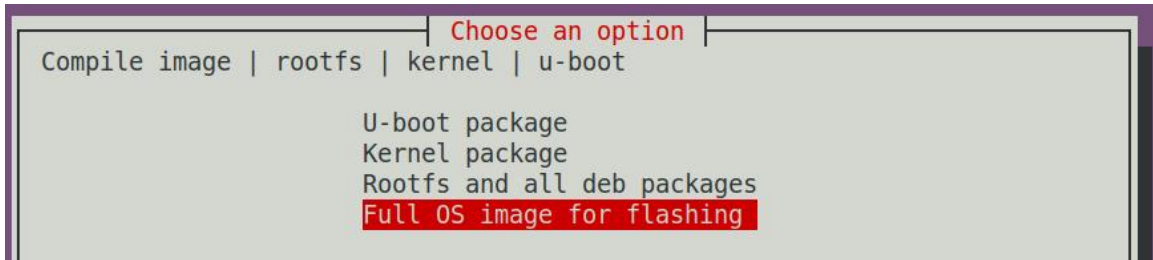 Choose an option
Compile image | rootfs | kernel | u-boot
U-boot package
Kernel package
Rootfs and all deb packages
Full OS image for flashing